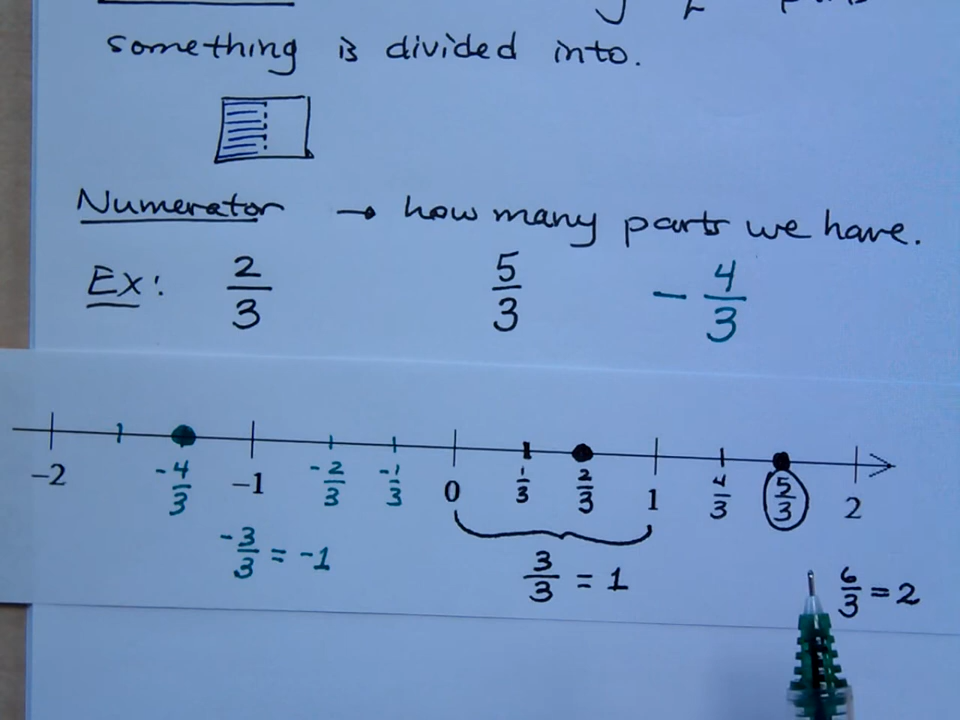 something is divided into.
Numerator → how many parts we have.
Ex: 2/3 5/3 - 4/3
-2 -4/3 -1 -2/3 -1/3 0 1/3 2/3 1 4/3 5/3 2
-3/3 = -1 3/3 = 1 6/3 = 2